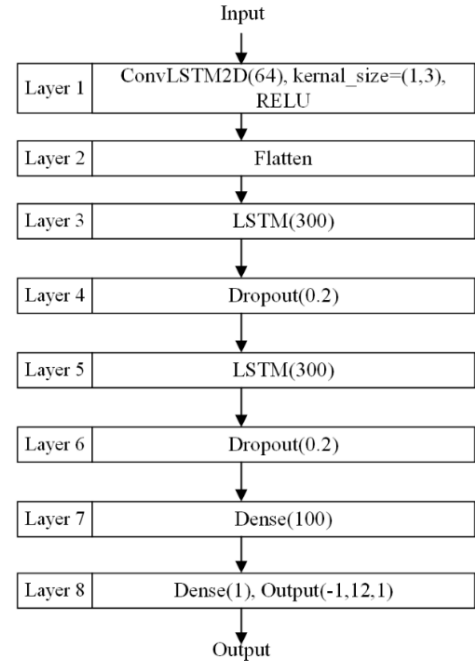 Input
Layer 1
ConvLSTM2D(64), kernal_size=(1,3),
RELU
Layer 2
Flatten
Layer 3
LSTM(300)
Layer 4
Dropout(0.2)
Layer 5
LSTM(300)
Layer 6
Dropout(0.2)
Layer 7
Dense(100)
Layer 8
Dense(1), Output(-1,12,1)
Output